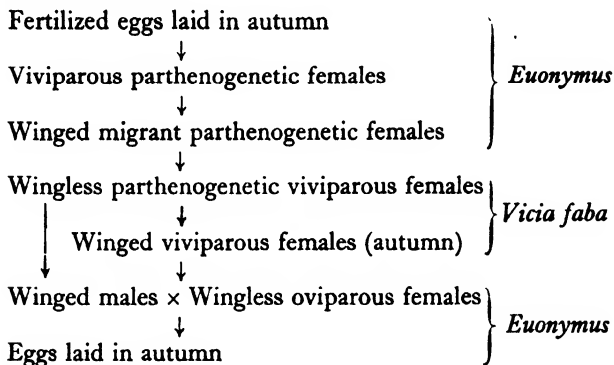 Fertilized eggs laid in autumn
↓
Viviparous parthenogenetic females
Euonymus
↓
Winged migrant parthenogenetic females
↓
Wingless parthenogenetic viviparous females
↓
Vicia faba
Winged viviparous females (autumn)
↓
Winged males × Wingless oviparous females
↓
Euonymus
Eggs laid in autumn